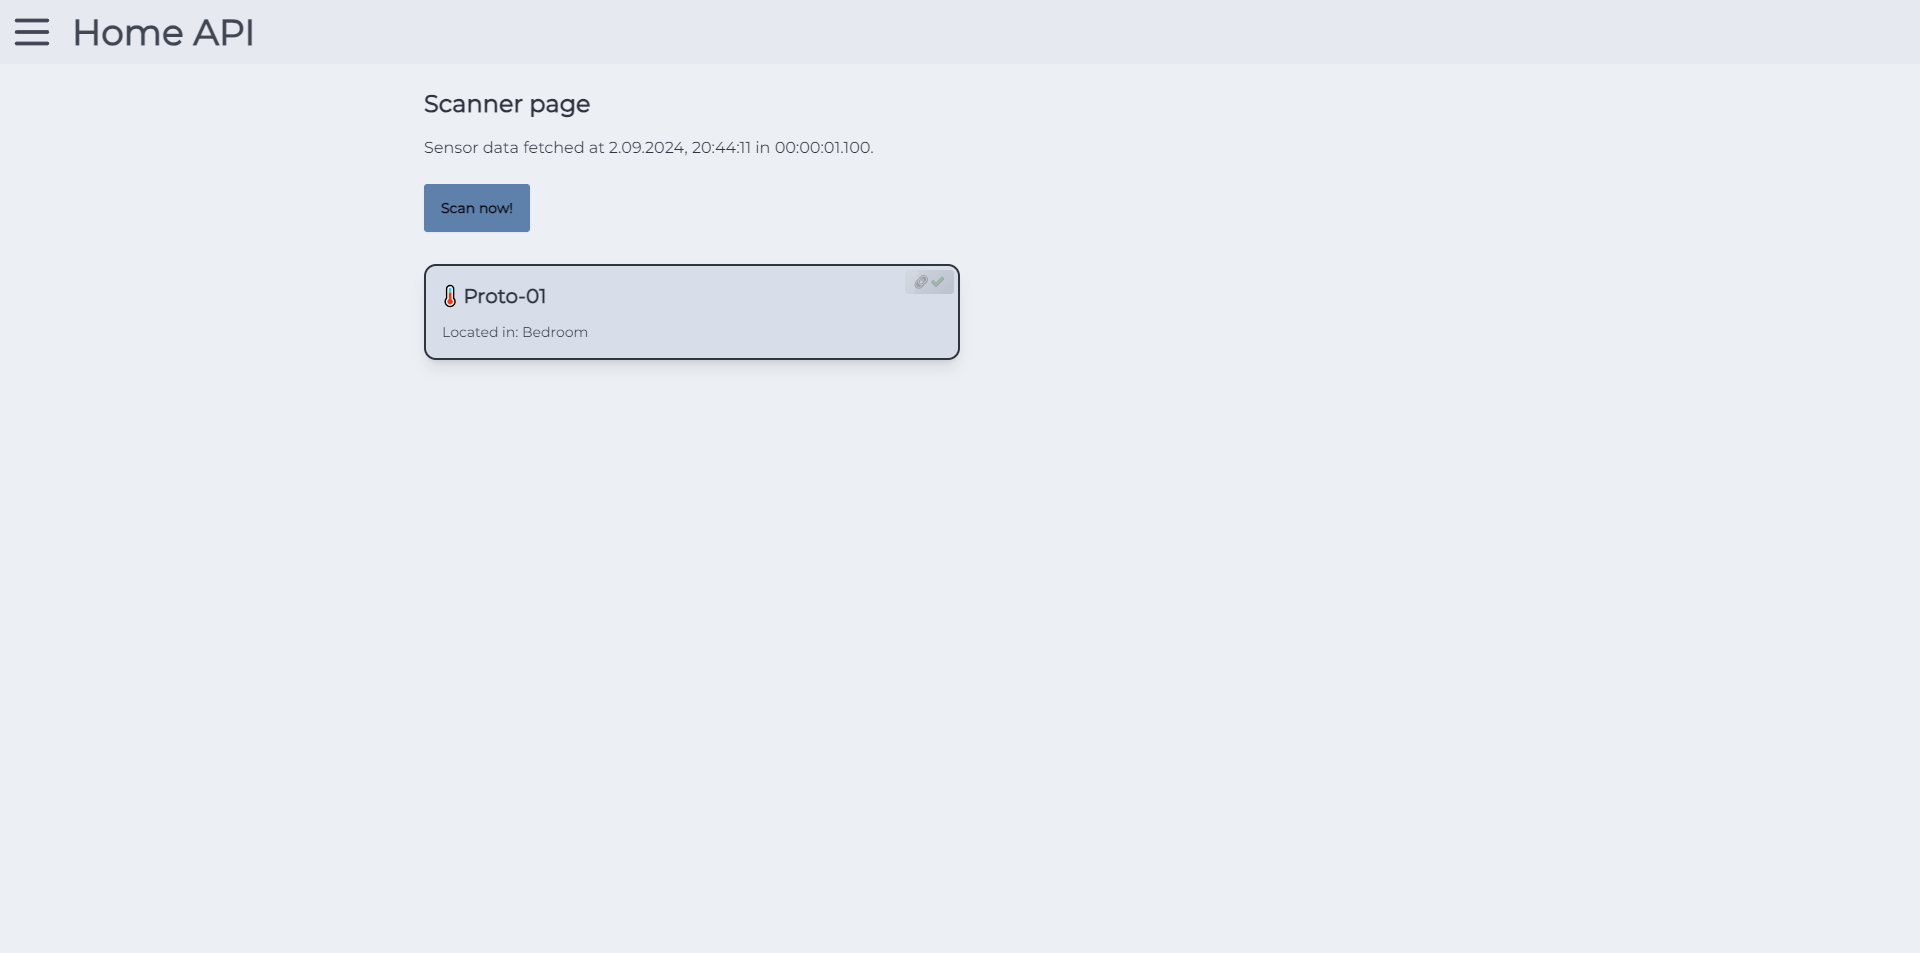 Home API
Scanner page
Sensor data fetched at 2.09.2024, 20:44:11 in 00:00:01.100.
Scan now!
Proto-01
Located in: Bedroom